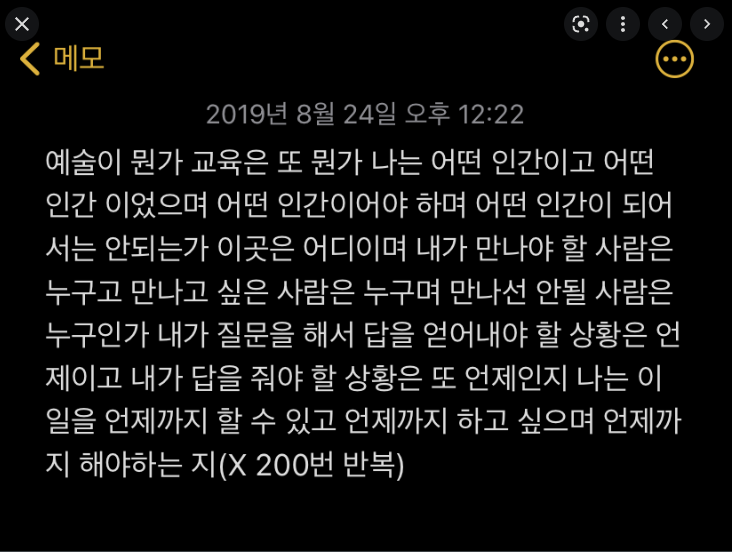 메모
2019년 8월 24일 오후 12:22
예술이 뭔가 교육은 또 뭔가 나는 어떤 인간이고 어떤
인간 이었으며 어떤 인간이어야 하며 어떤 인간이 되어
서는 안되는가 이곳은 어디이며 내가 만나야 할 사람은
누구고 만나고 싶은 사람은 누구며 만나선 안될 사람은
누구인가 내가 질문을 해서 답을 얻어내야 할 상황은 언
제이고 내가 답을 줘야 할 상황은 또 언제인지 나는 이
일을 언제까지 할 수 있고 언제까지 하고 싶으며 언제까
지 해야하는 지(X 200번 반복)